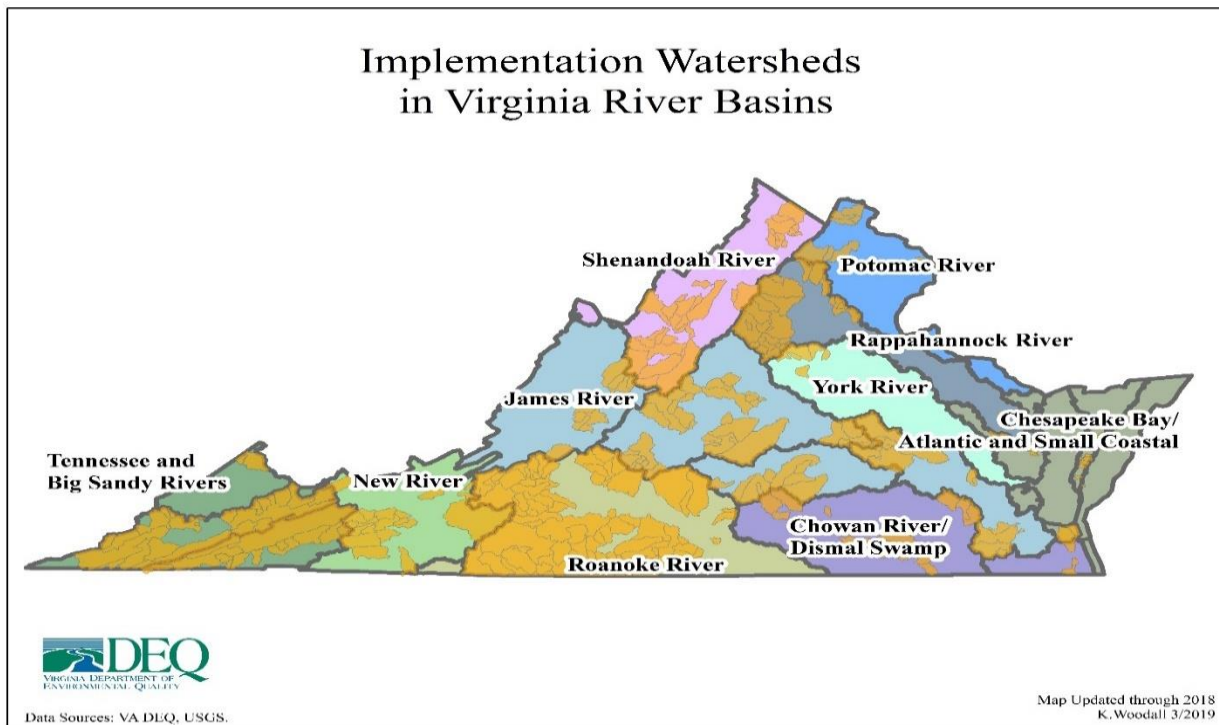 Implementation Watersheds
in Virginia River Basins
Shenandoah River
Potomac River
Rappahannock River
York River
James River
Chesapeake Bay/
Atlantic and Small Coastal
Tennessee and
Big Sandy Rivers
New River
Chowan River/
Dismal Swamp
Roanoke River
DEQ
VIRGINIA DEPARTMENT OF
ENVIRONMENTAL QUALITY
Data Sources: VA DEQ, USGS.
Map Updated through 2018
K.Woodall 3/2019